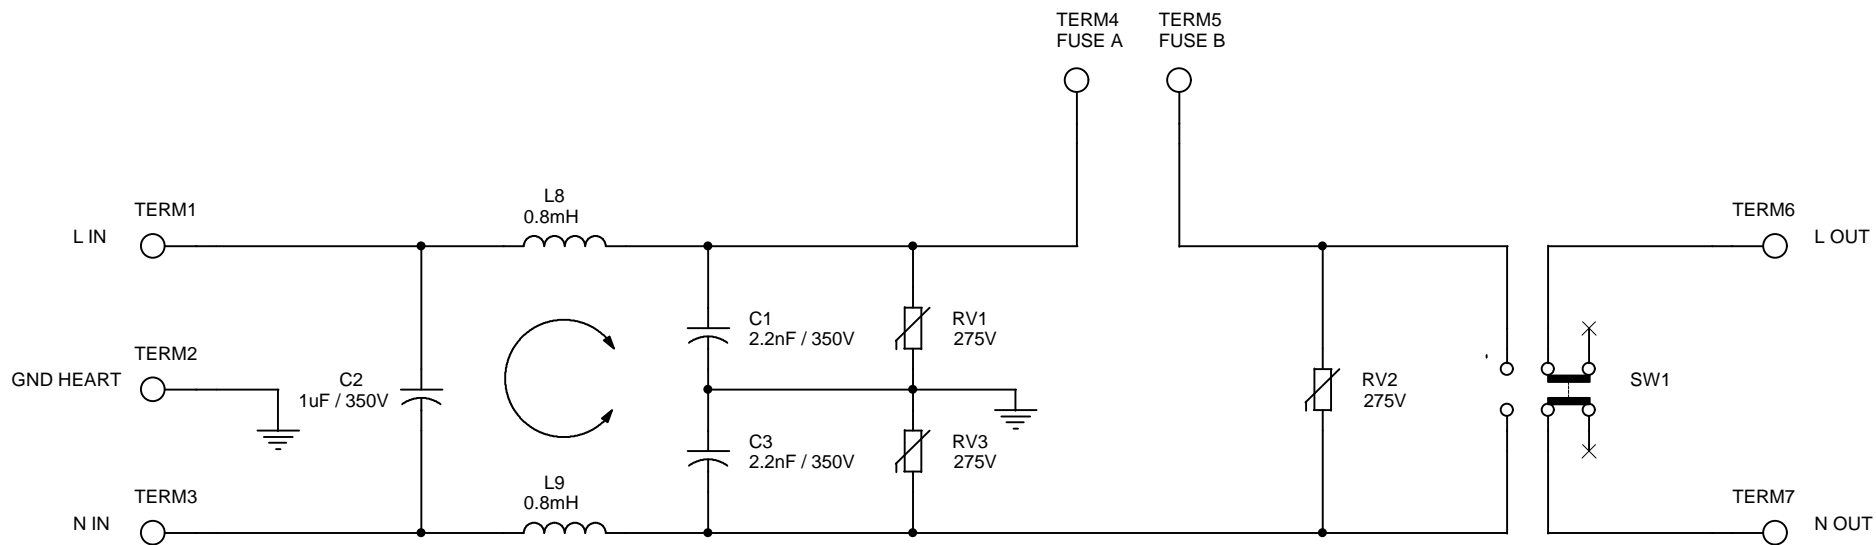 TERM4
FUSE A
TERM5
FUSE B
L8
0.8mH
TERM1
L IN
TERM6
L OUT
C1
2.2nF / 350V
RV1
275V
TERM2
GND HEART
C2
1uF / 350V
RV2
275V
SW1
C3
2.2nF / 350V
RV3
275V
L9
0.8mH
TERM3
N IN
TERM7
N OUT